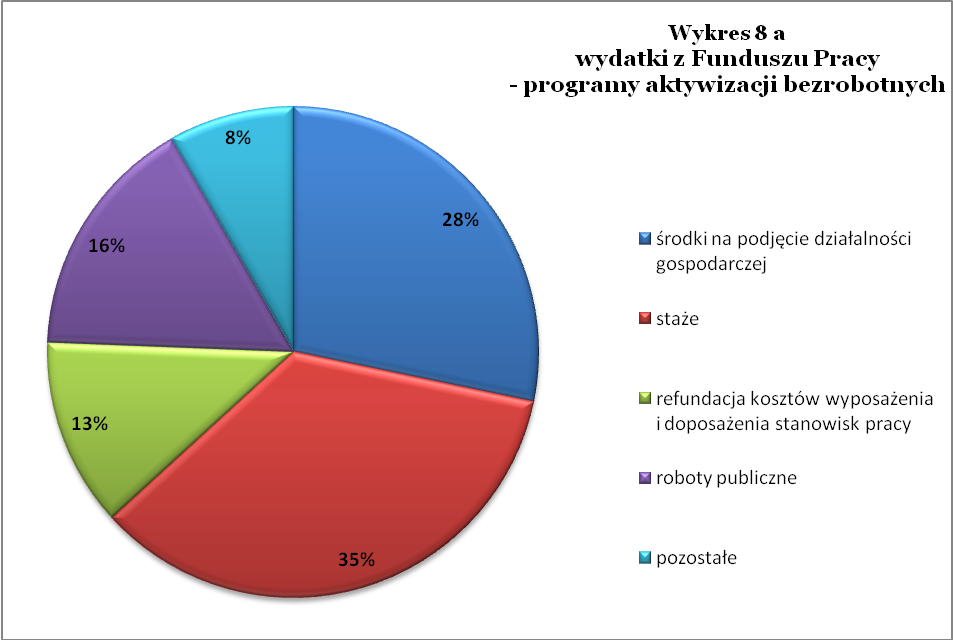 Wykres 8 a
wydatki z Funduszu Pracy
- programy aktywizacji bezrobotnych
8%
28%
16%
13%
35%
środki na podjęcie działalności
gospodarczej
staże
refundacja kosztów wyposażenia
i doposażenia stanowisk pracy
roboty publiczne
pozostałe